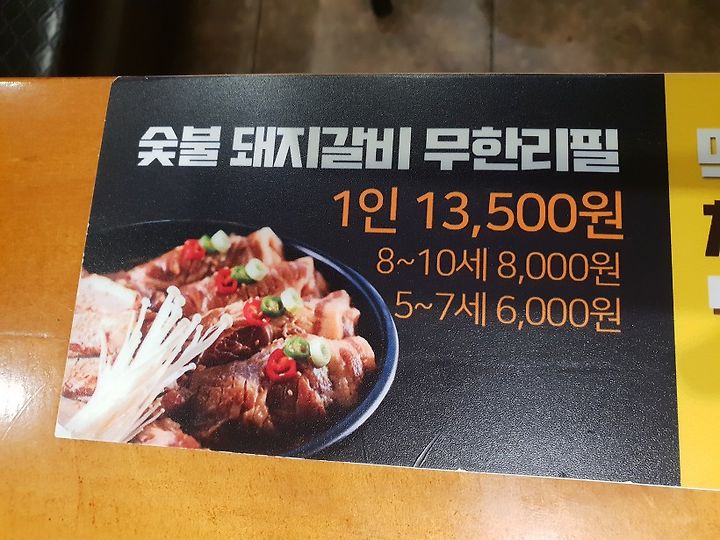 숯불 돼지갈비 무한리필
1인 13,500원
8~10세 8,000원
5~7세 6,000원